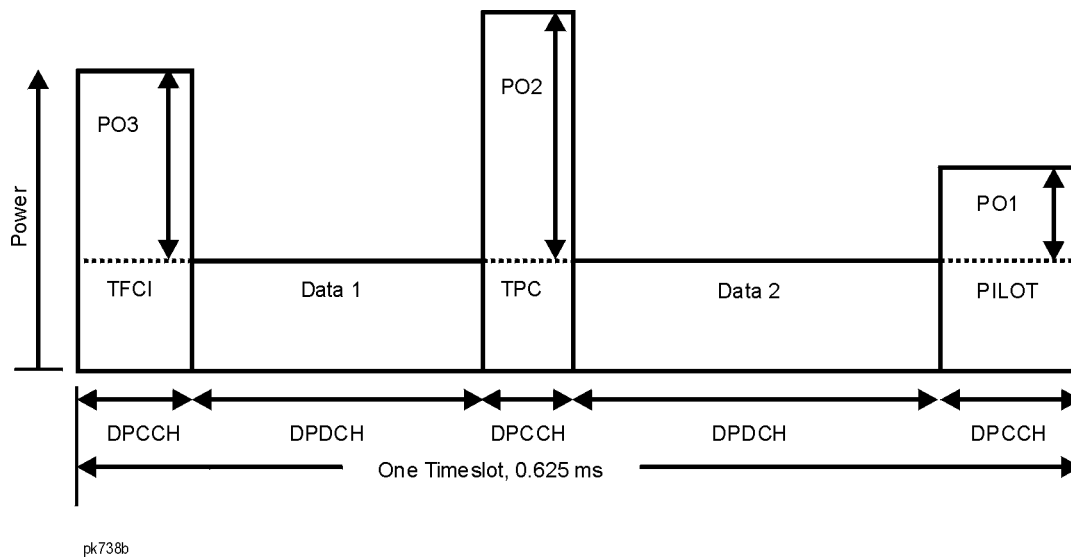 PO3
PO2
PO1
Power
TFCI
Data 1
TPC
Data 2
PILOT
DPCCH
DPDCH
DPCCH
DPDCH
DPCCH
One Timeslot, 0.625 ms
pk738b